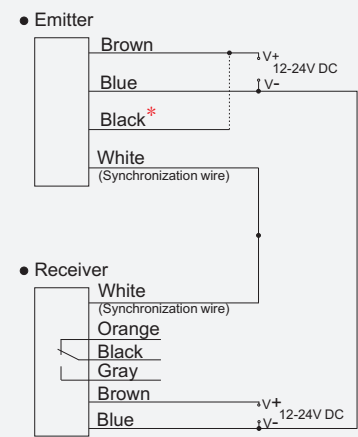 ● Emitter
Brown
V+
12-24V DC
Blue
V-
Black*
White
(Synchronization wire)
● Receiver
White
(Synchronization wire)
Orange
Black
Gray
Brown
V+
12-24V DC
Blue
V-